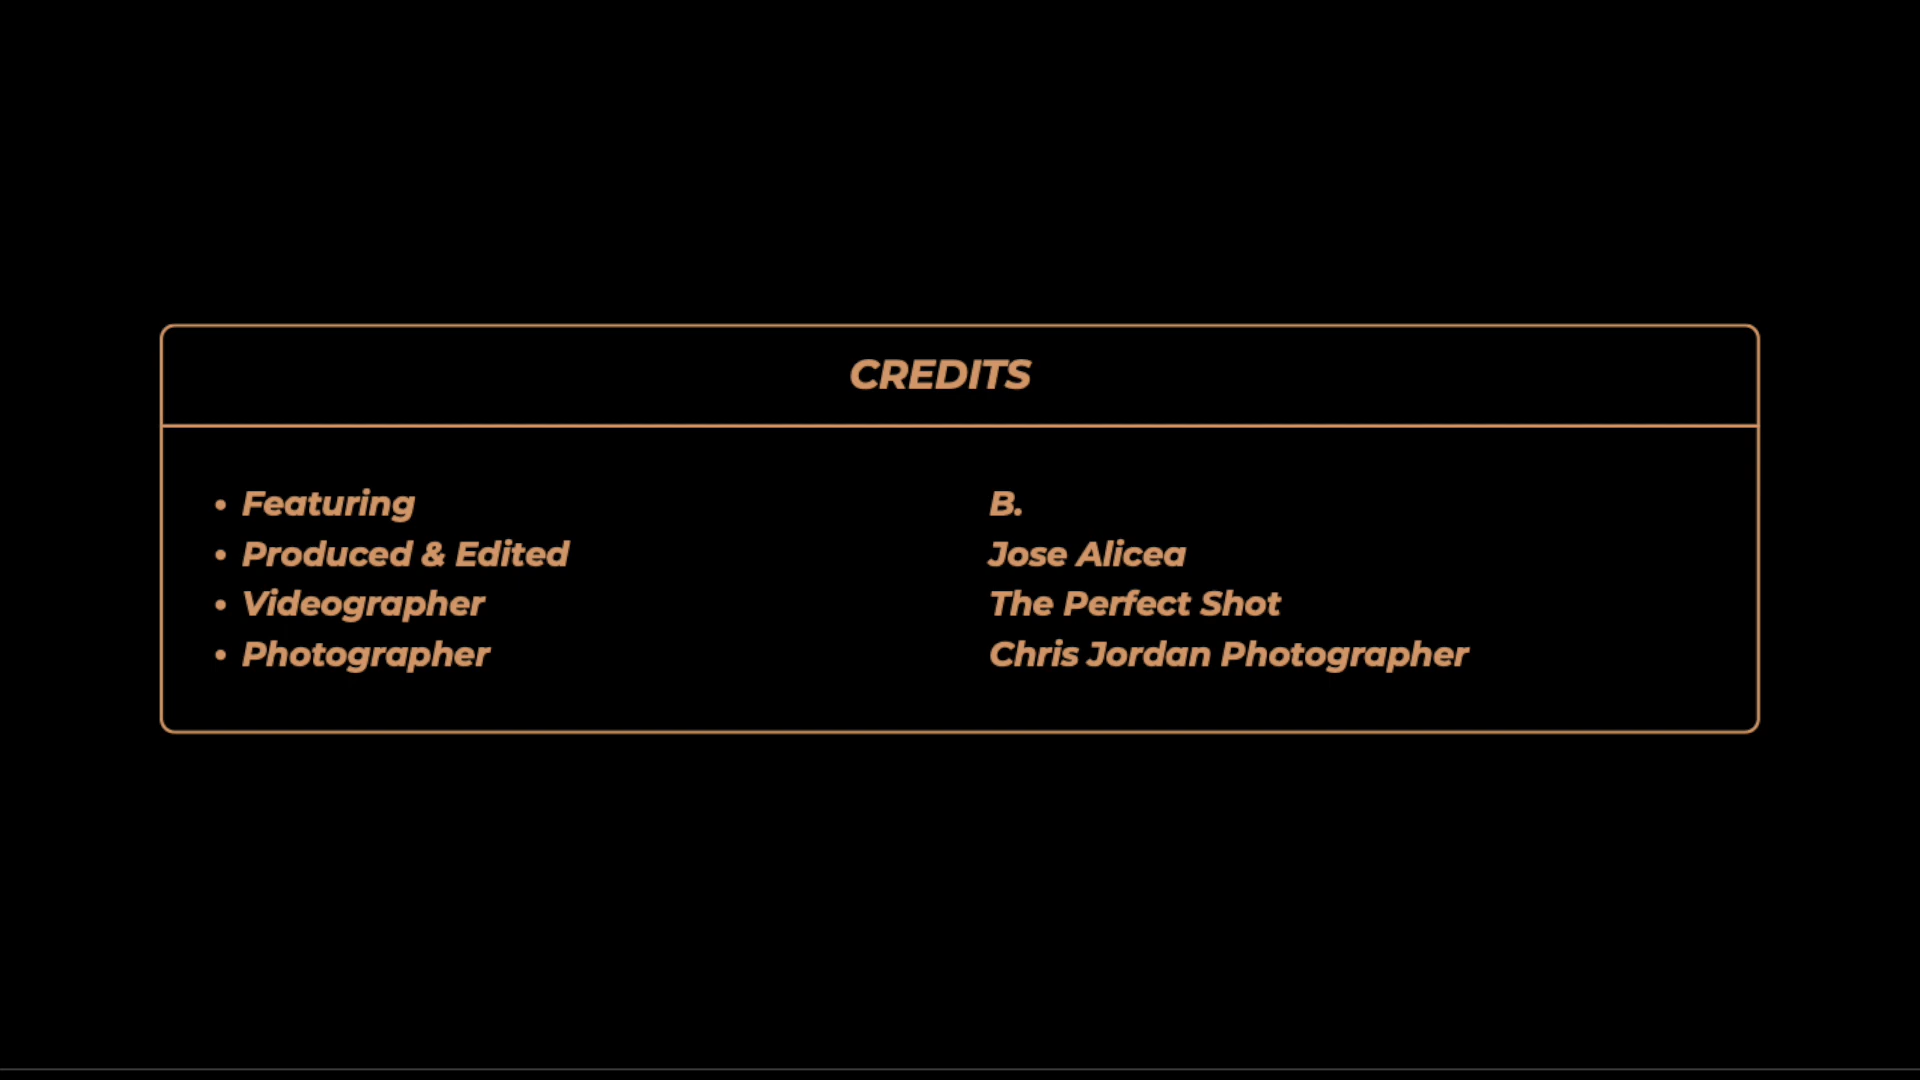 CREDITS
• Featuring B.
• Produced & Edited Jose Alicea
• Videographer The Perfect Shot
• Photographer Chris Jordan Photographer